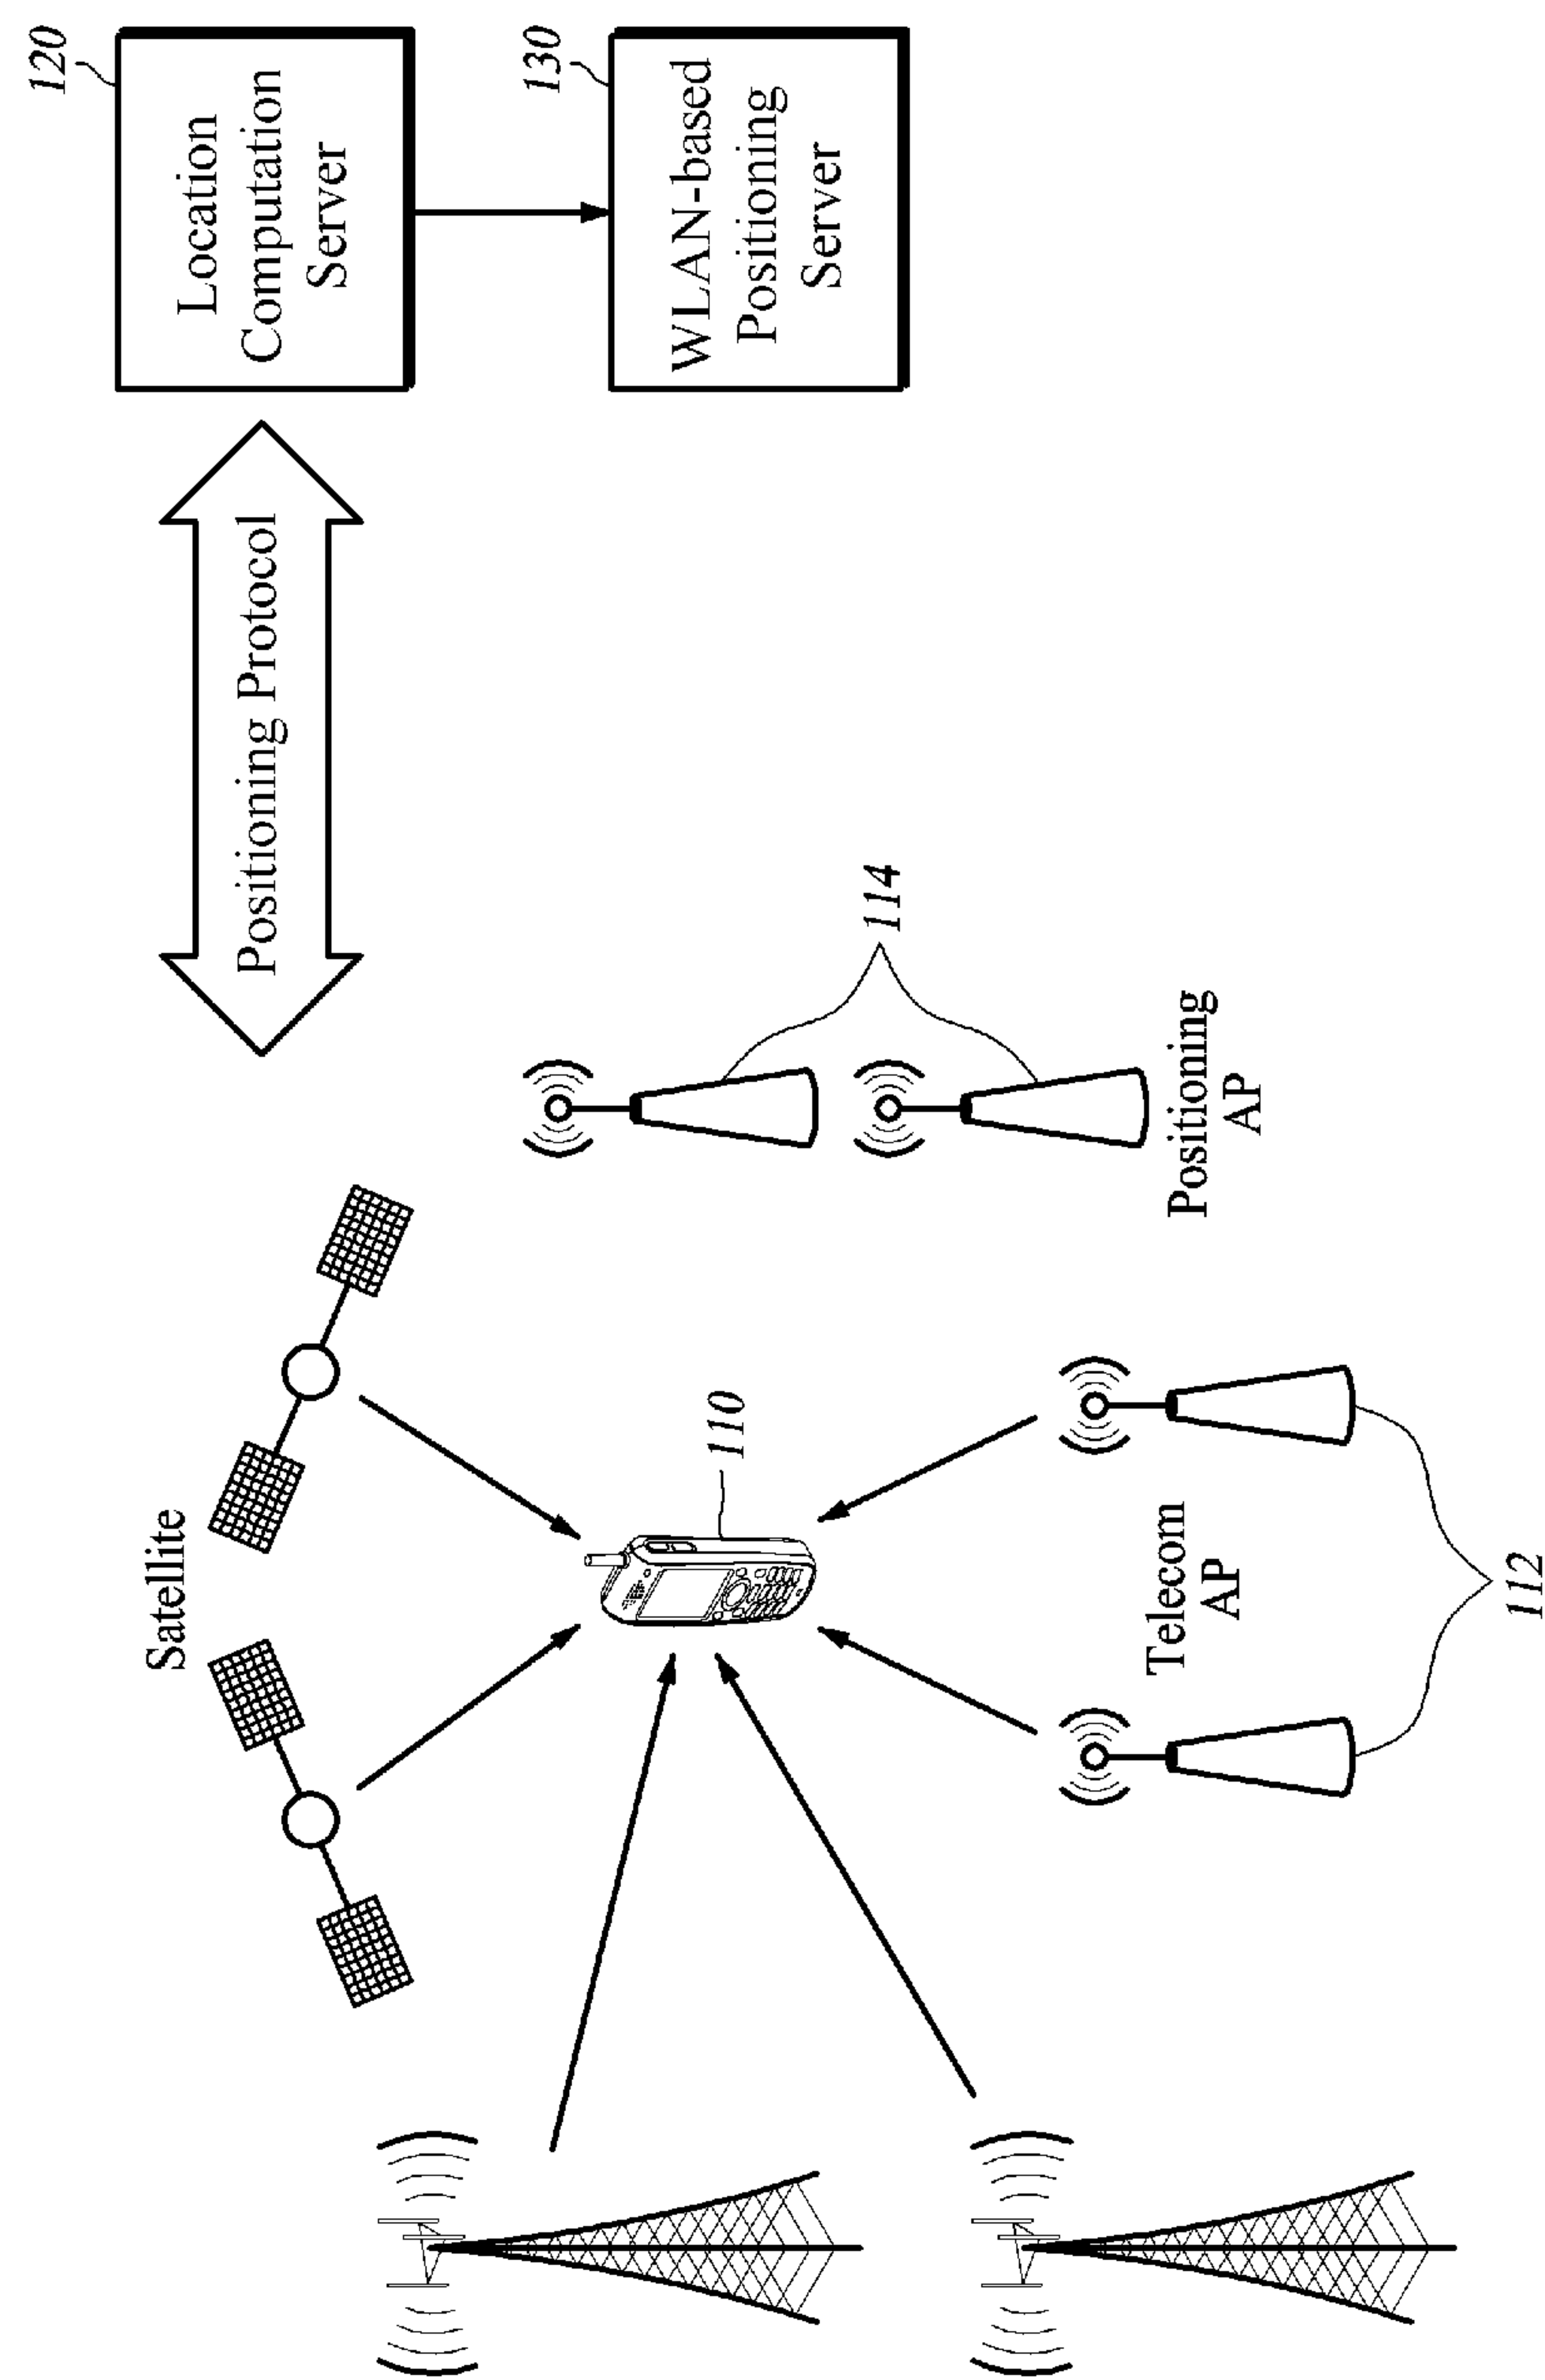 Satellite
110
Telecom
AP
112
114
Positioning
AP
Positioning Protocol
120
Location
Computation
Server
130
WLAN-based
Positioning
Server